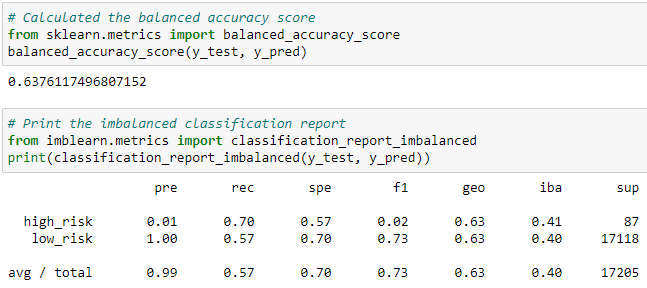 # Calculated the balanced accuracy score
from sklearn.metrics import balanced_accuracy_score
balanced_accuracy_score(y_test, y_pred)
0.6376117496807152
# Print the imbalanced classification report
from imblearn.metrics import classification_report_imbalanced
print(classification_report_imbalanced(y_test, y_pred))
pre rec spe f1 geo iba sup
high_risk 0.01 0.70 0.57 0.02 0.63 0.41 87
low_risk 1.00 0.57 0.70 0.73 0.63 0.40 17118
avg / total 0.99 0.57 0.70 0.73 0.63 0.40 17205